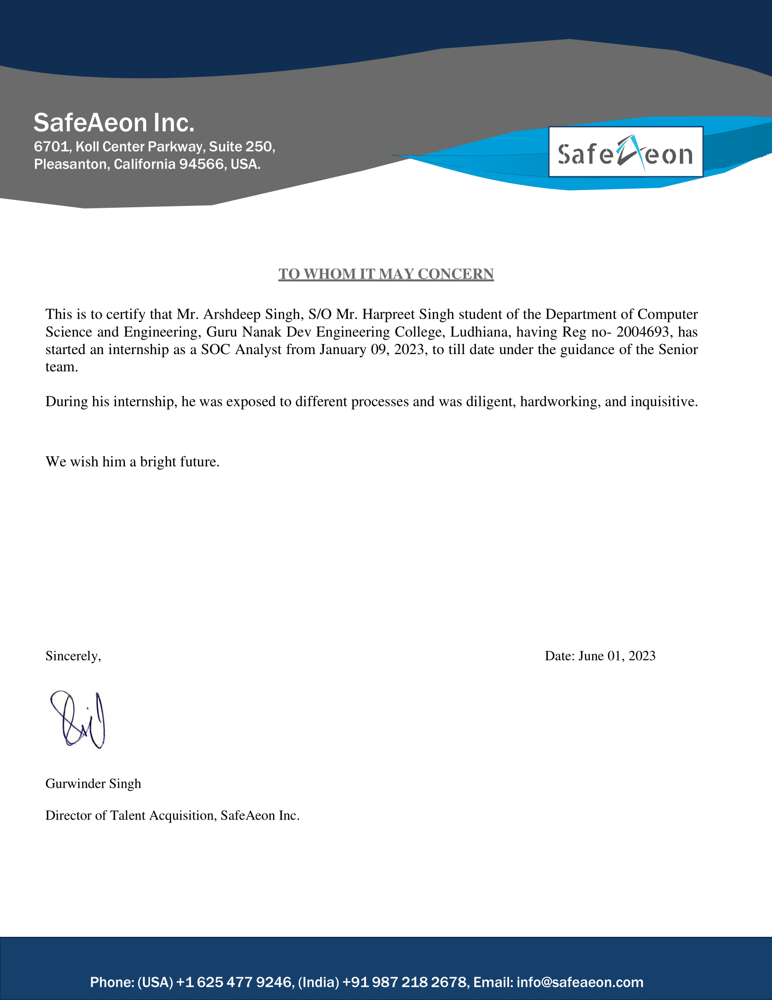 SafeAeon Inc.
6701, Koll Center Parkway, Suite 250,
Pleasanton, California 94566, USA.
SafeAeon
TO WHOM IT MAY CONCERN
This is to certify that Mr. Arshdeep Singh, S/O Mr. Harpreet Singh student of the Department of Computer
Science and Engineering, Guru Nanak Dev Engineering College, Ludhiana, having Reg no- 2004693, has
started an internship as a SOC Analyst from January 09, 2023, to till date under the guidance of the Senior
team.
During his internship, he was exposed to different processes and was diligent, hardworking, and inquisitive.
We wish him a bright future.
Sincerely,
Date: June 01, 2023
Gurwinder Singh
Director of Talent Acquisition, SafeAeon Inc.
Phone: (USA) +1 625 477 9246, (India) +91 987 218 2678, Email: info@safeaeon.com